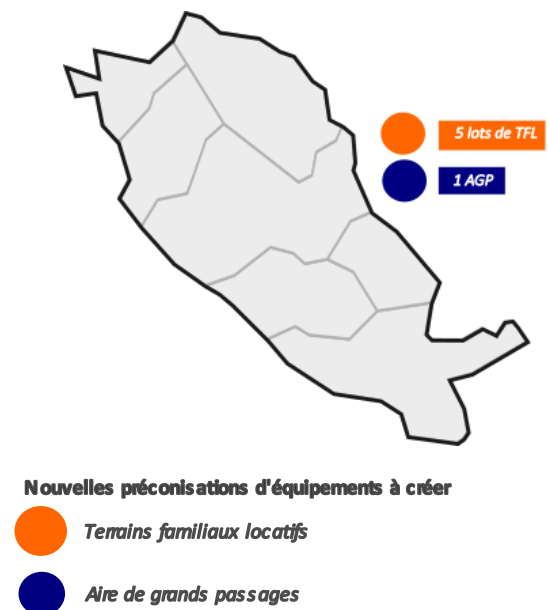 5 lots de TFL
1 AGP
Nouvelles préconisations d'équipements à créer
Terrains familiaux locatifs
Aire de grands passages